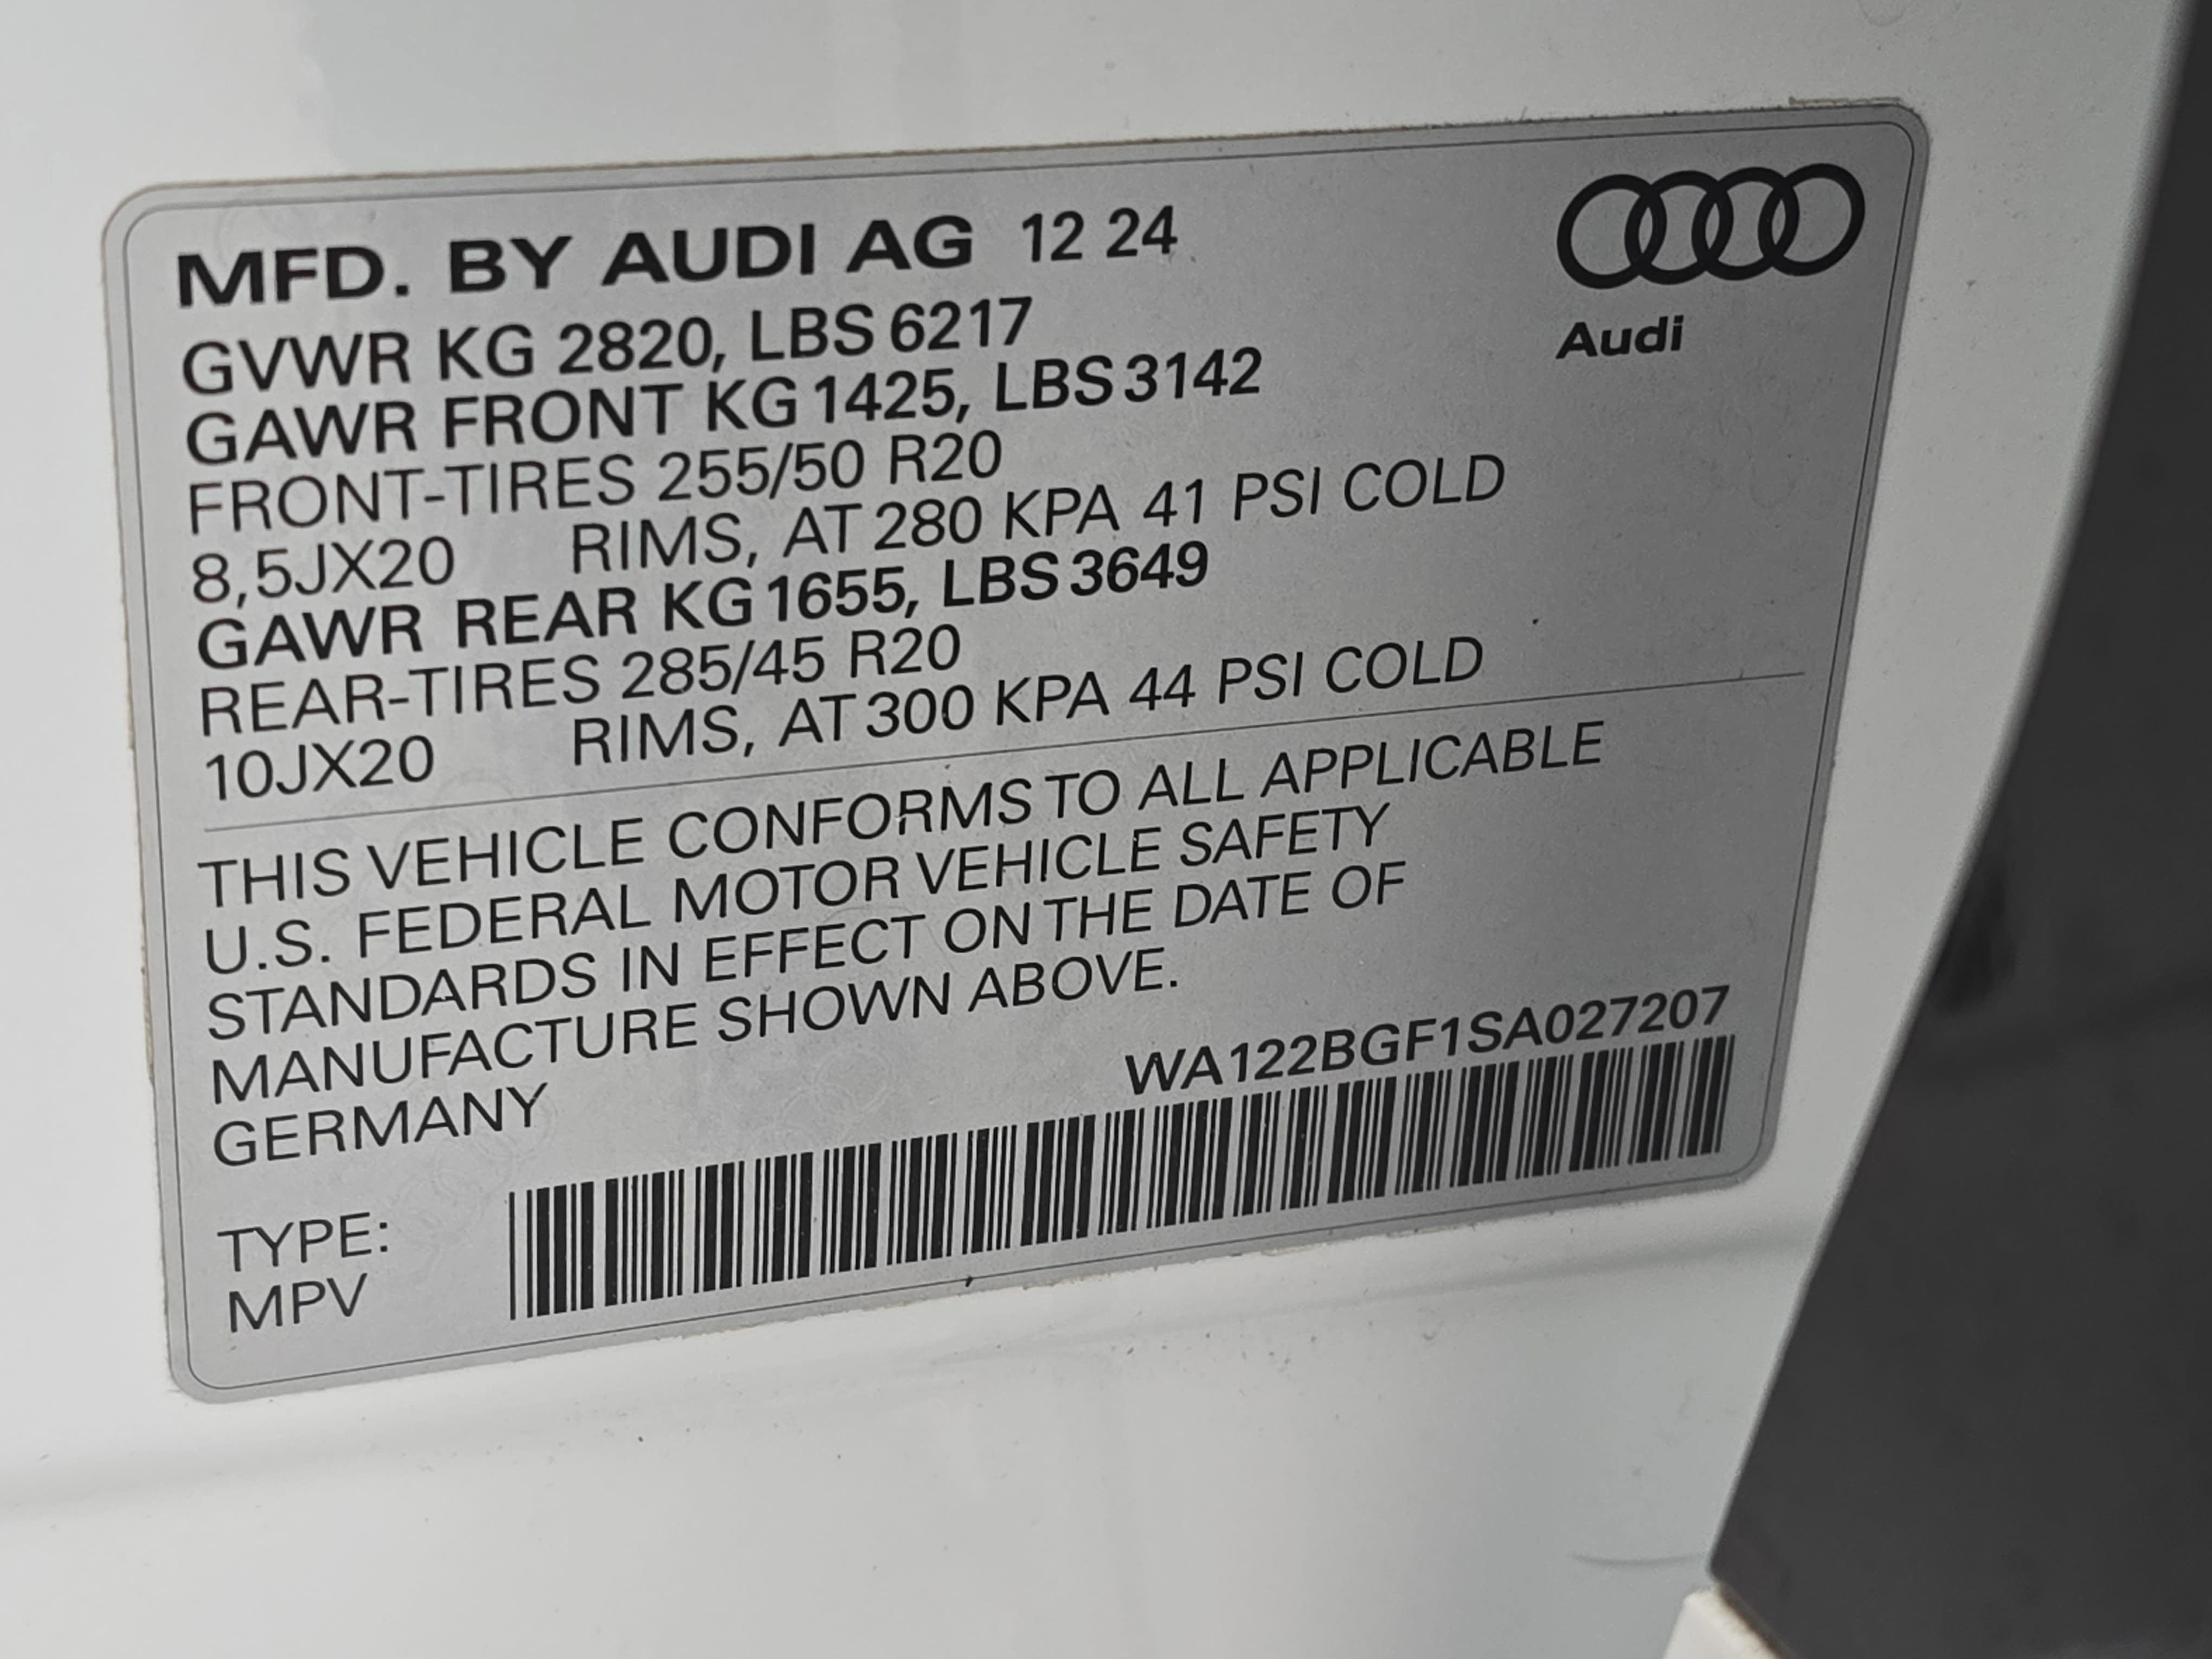 MFD. BY AUDI AG 12 24
Audi
GVWR KG 2820, LBS 6217
GAWR FRONT KG 1425, LBS 3142
FRONT-TIRES 255/50 R20
8,5JX20 RIMS, AT 280 KPA 41 PSI COLD
GAWR REAR KG 1655, LBS 3649
REAR-TIRES 285/45 R20
10JX20 RIMS, AT 300 KPA 44 PSI COLD
THIS VEHICLE CONFORMS TO ALL APPLICABLE
U.S. FEDERAL MOTOR VEHICLE SAFETY
STANDARDS IN EFFECT ON THE DATE OF
MANUFACTURE SHOWN ABOVE.
GERMANY
WA122BGF1SA027207
TYPE:
MPV